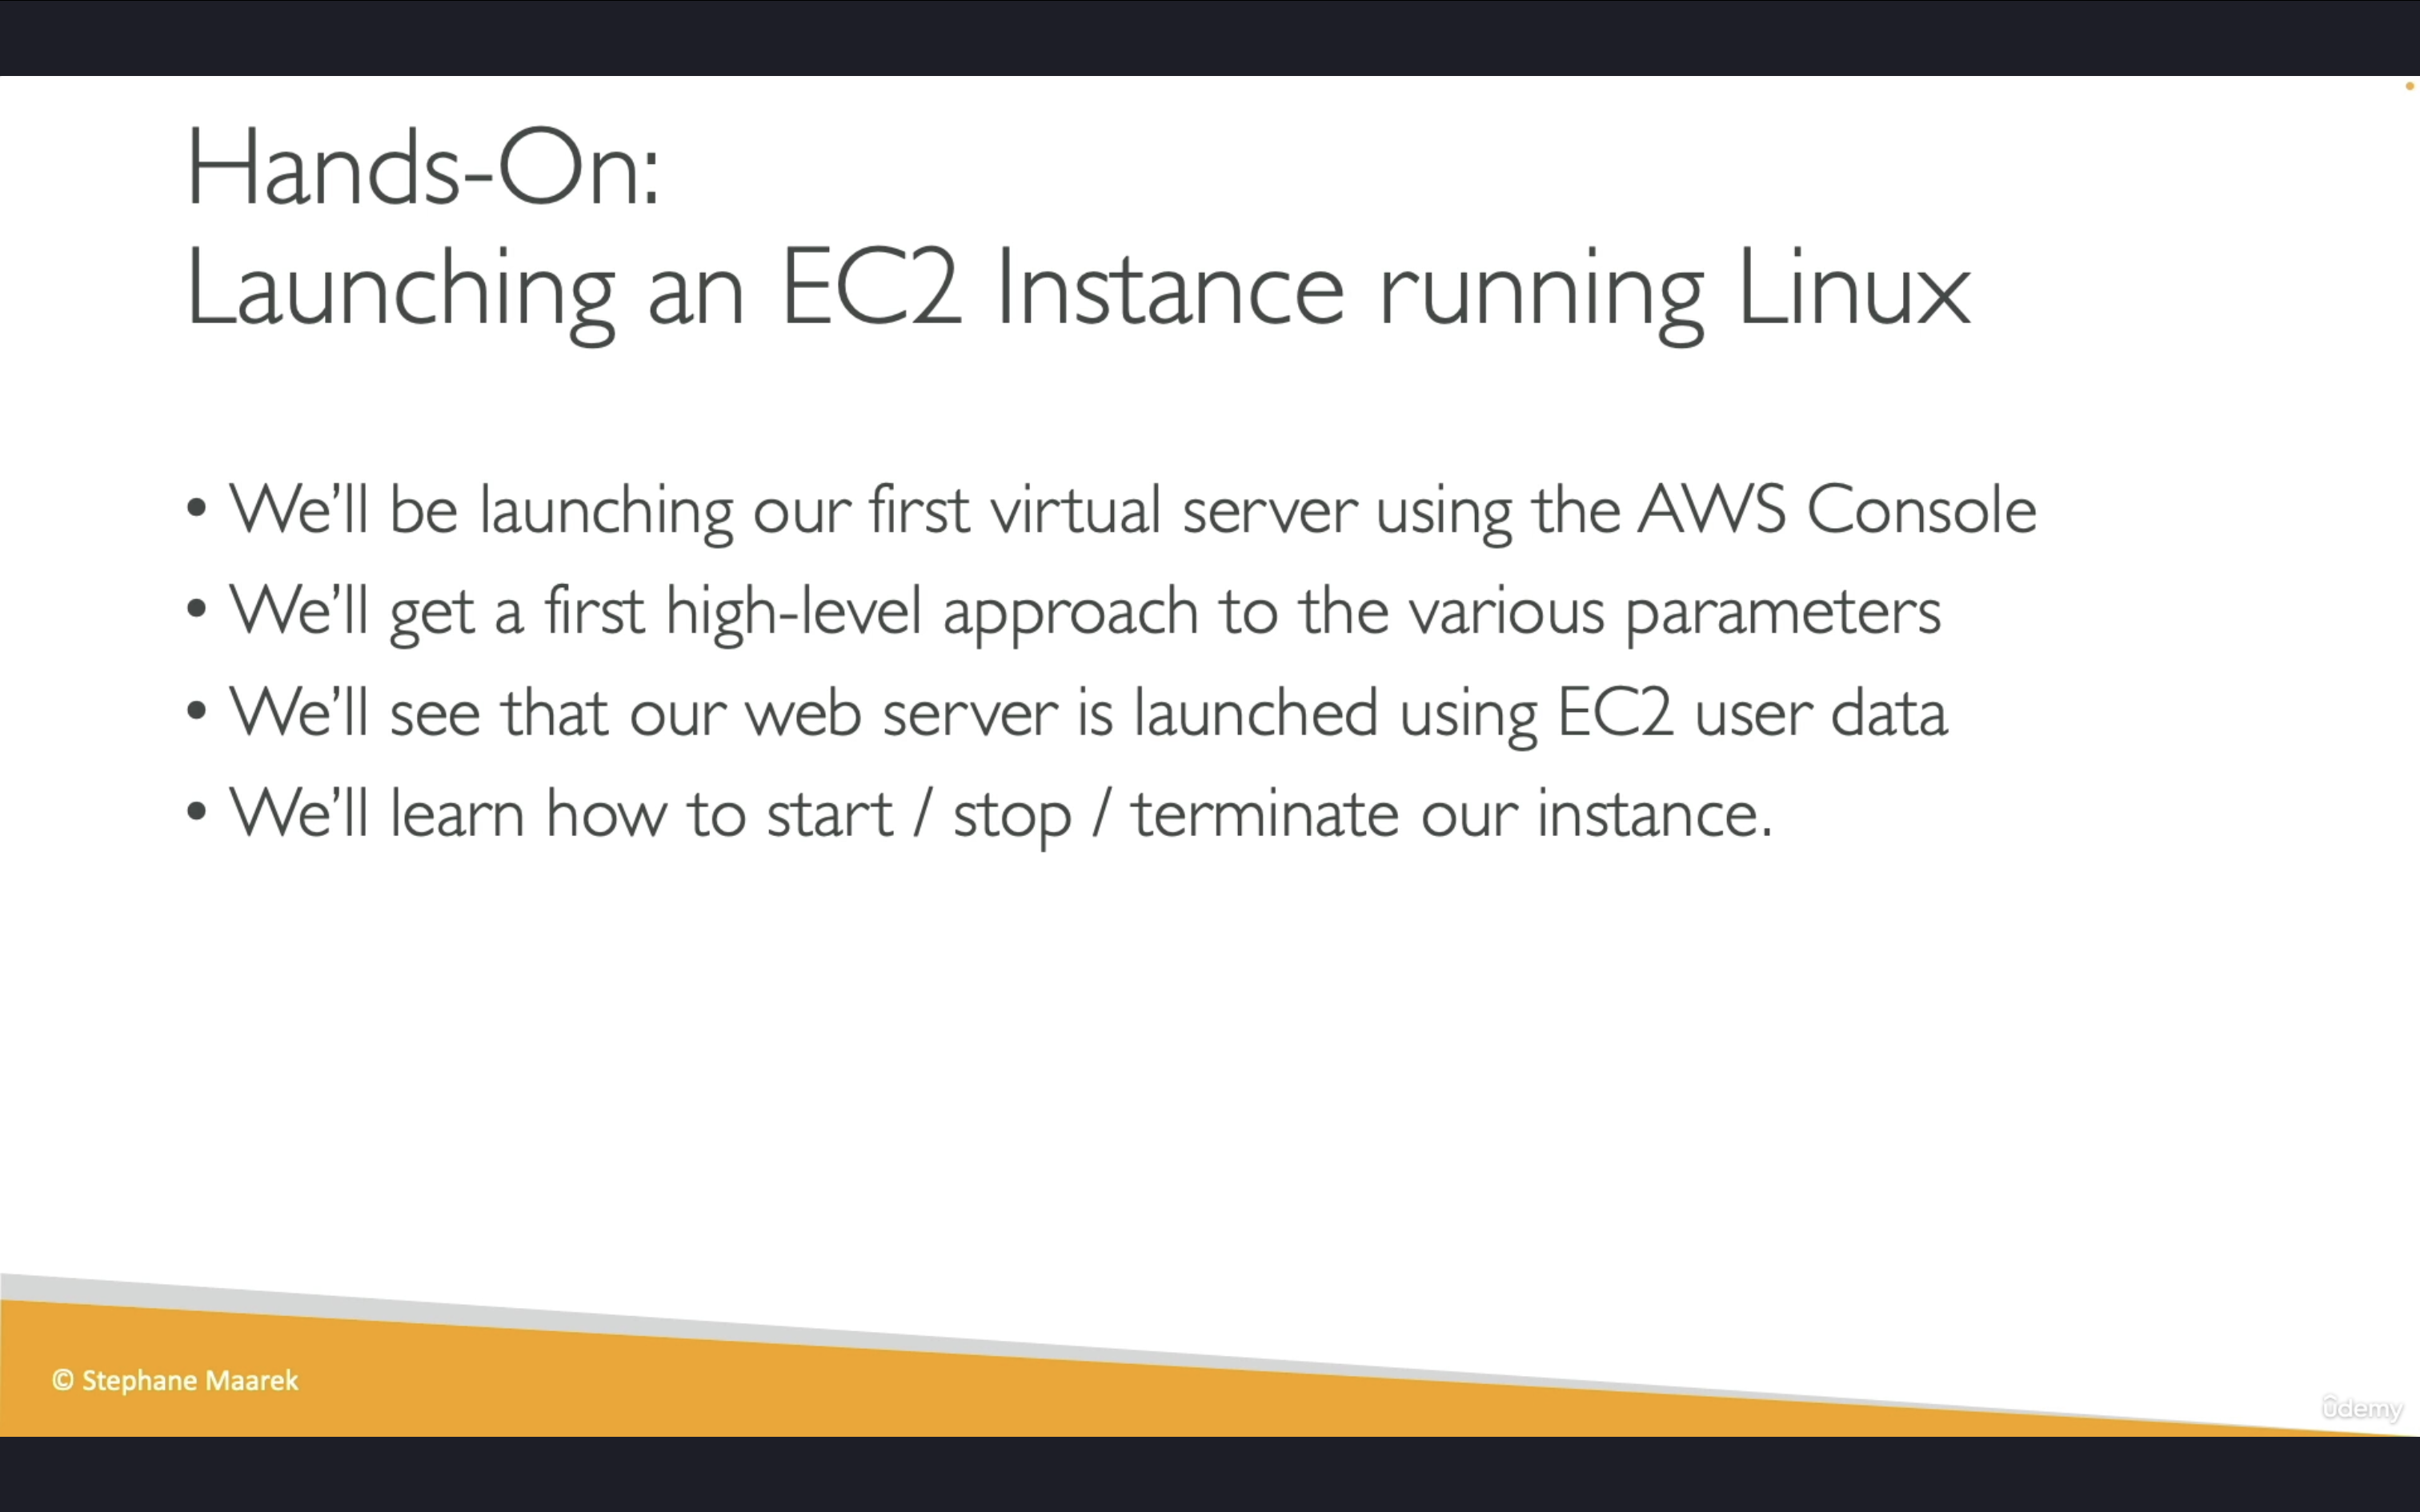 Hands-On:
Launching an EC2 Instance running Linux
• We'll be launching our first virtual server using the AWS Console
• We'll get a first high-level approach to the various parameters
• We'll see that our web server is launched using EC2 user data
• We'll learn how to start / stop / terminate our instance.
© Stephane Maarek
ûdemy